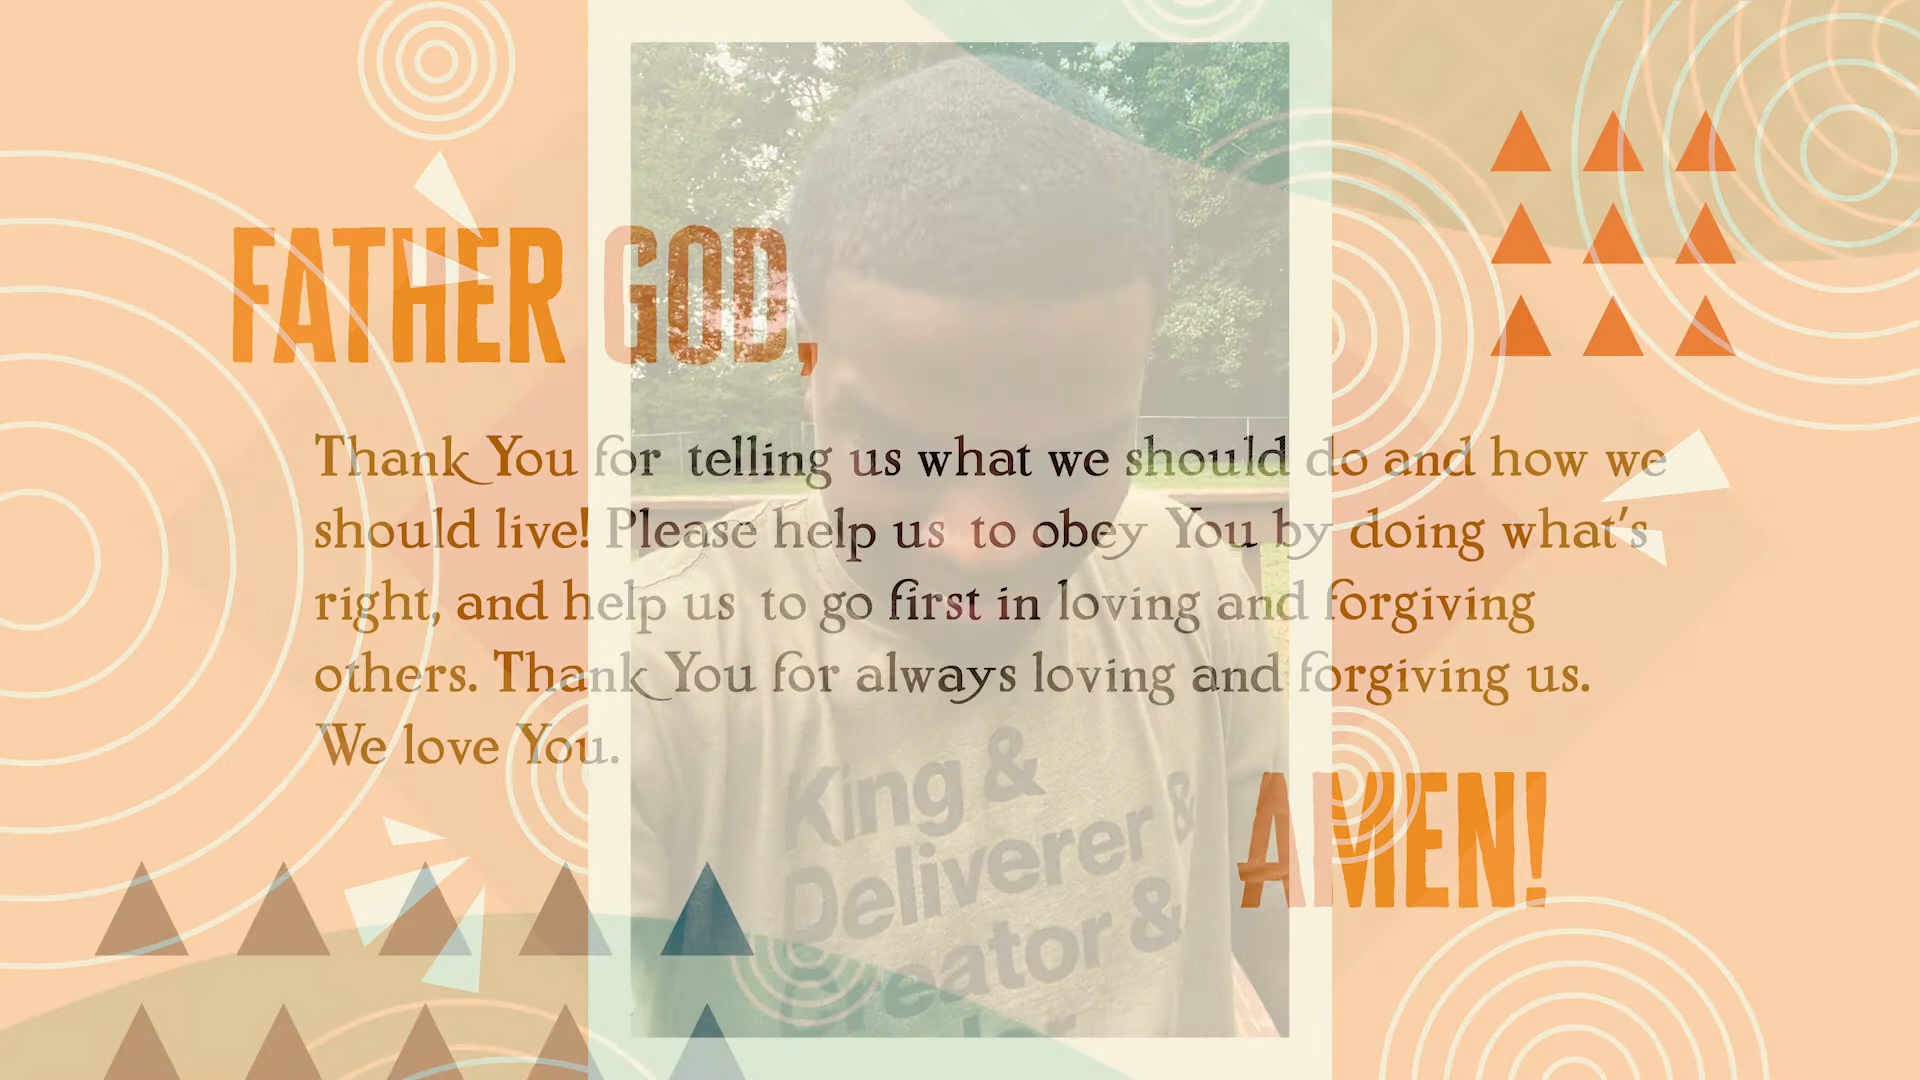 FATHER GOD,
Thank You for telling us what we should do and how we
should live! Please help us to obey You by doing what's
right, and help us to go first in loving and forgiving
others. Thank You for always loving and forgiving us.
We love You.
AMEN!
King &
Deliverer &
Creator &